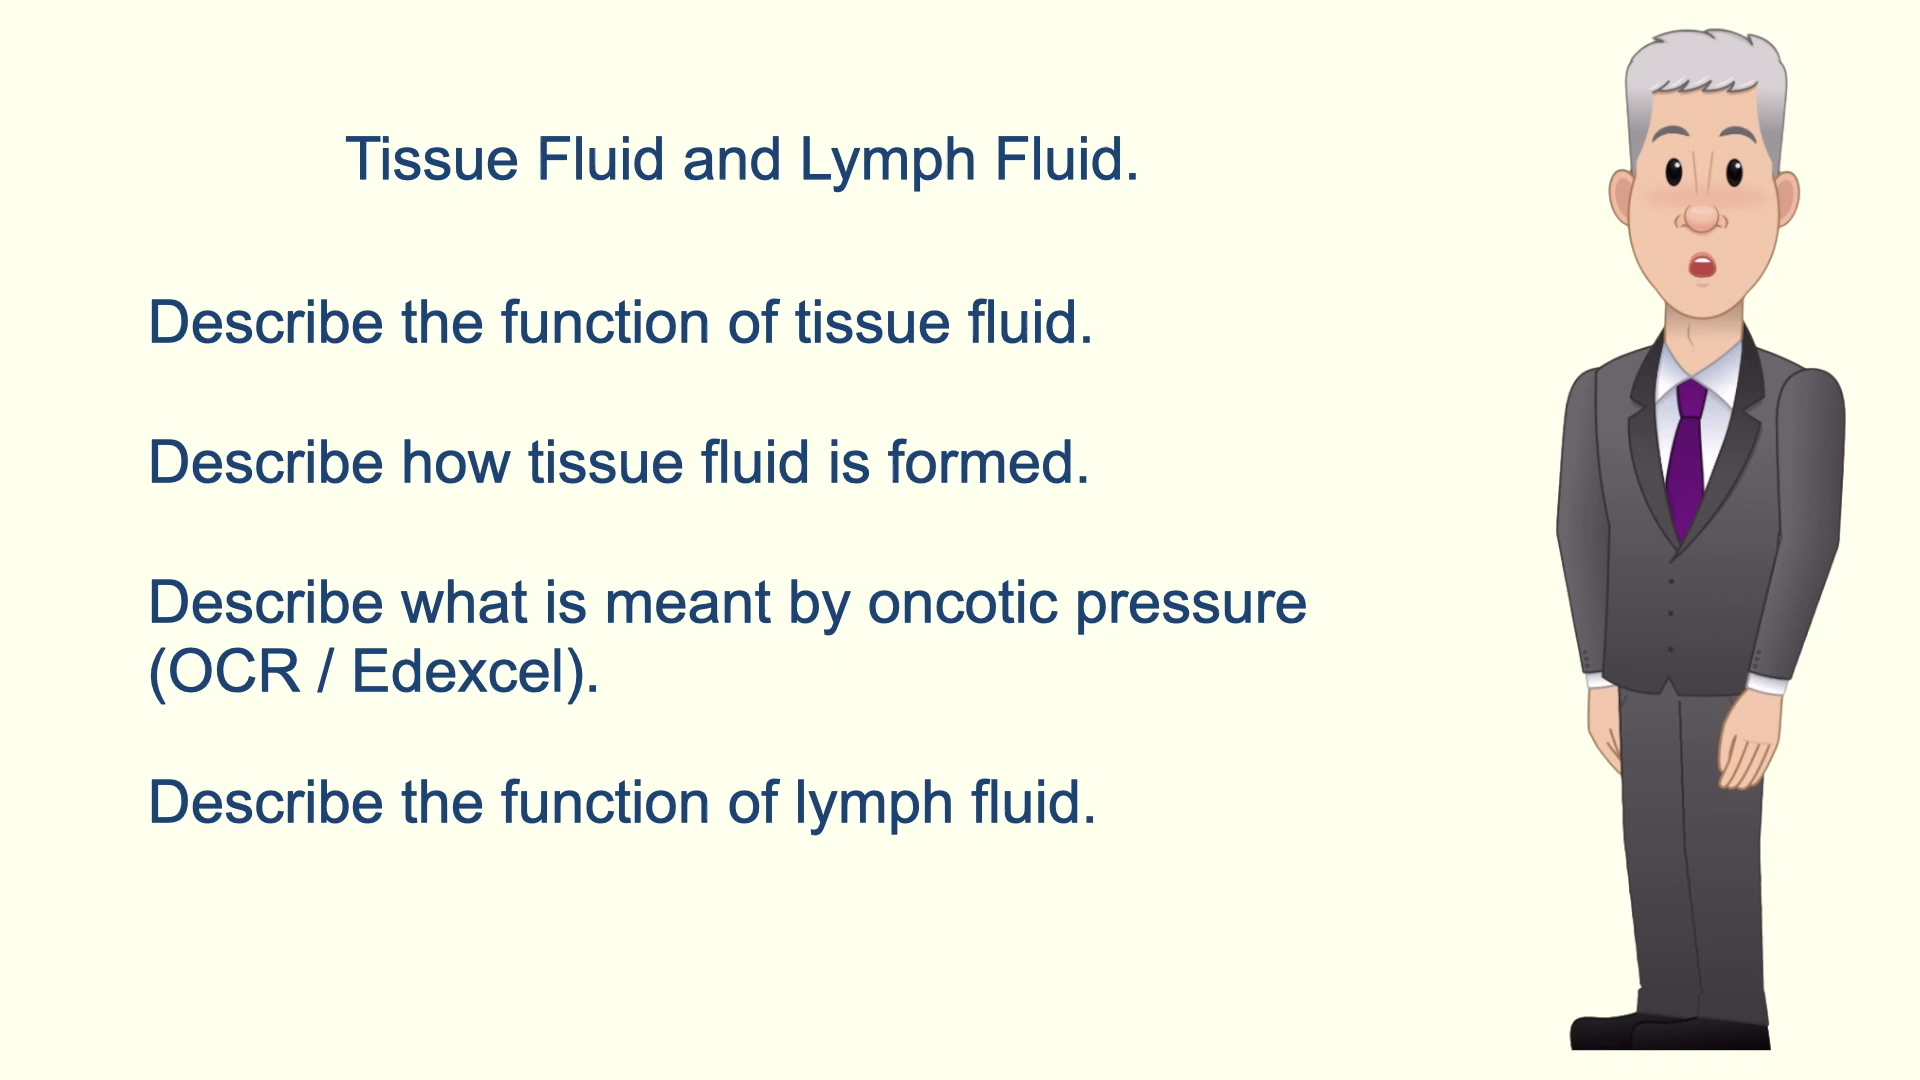 Tissue Fluid and Lymph Fluid.
Describe the function of tissue fluid.
Describe how tissue fluid is formed.
Describe what is meant by oncotic pressure
(OCR / Edexcel).
Describe the function of lymph fluid.